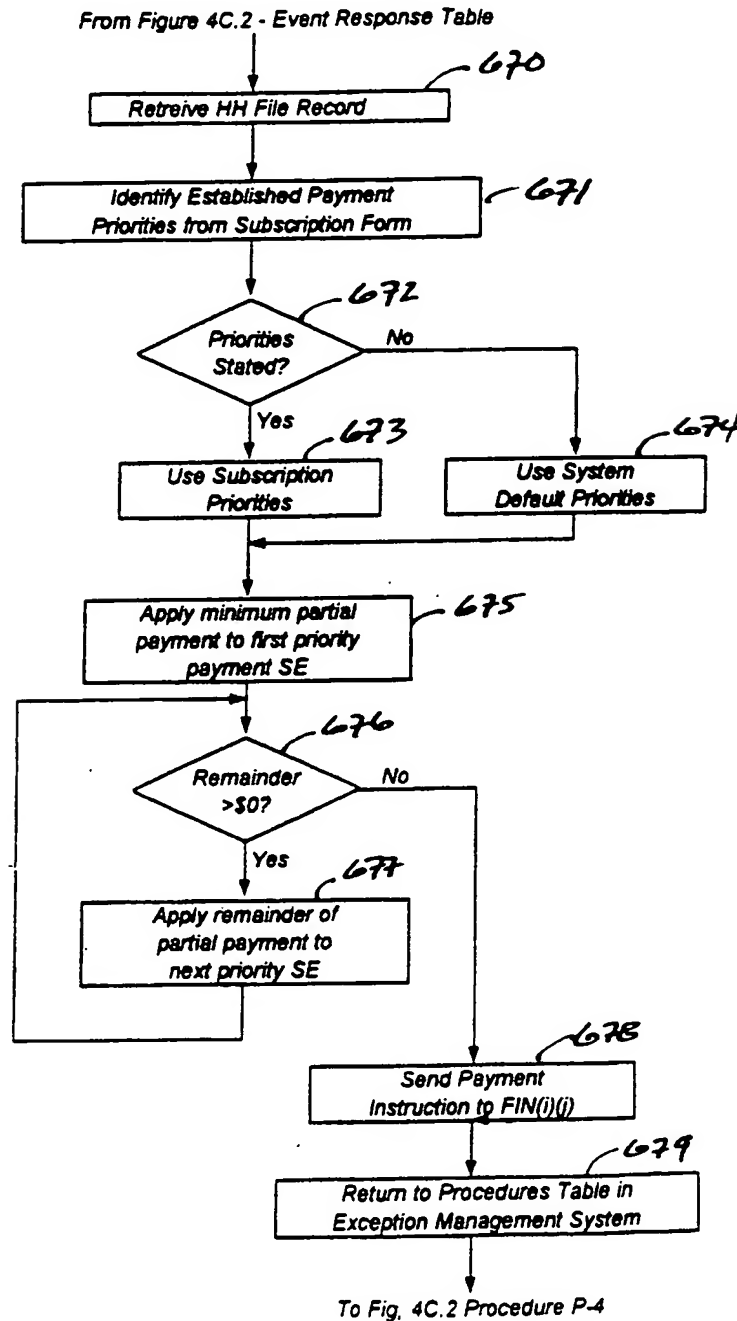 From Figure 4C.2 - Event Response Table
670
Retreive HH File Record
Identify Established Payment
Priorities from Subscription Form
671
672
Priorities
Stated?
No
Yes
673
674
Use Subscription
Priorities
Use System
Default Priorities
Apply minimum partial
payment to first priority
payment SE
675
676
Remainder
>$0?
No
Yes
677
Apply remainder of
partial payment to
next priority SE
678
Send Payment
Instruction to FIN(i)(j)
679
Return to Procedures Table in
Exception Management System
To Fig, 4C.2 Procedure P-4